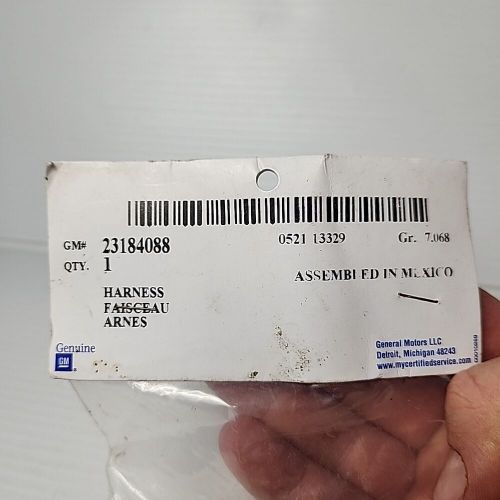 GM# 23184088 0521 13329 Gr. 7.068
QTY. 1 ASSEMBLED IN MEXICO
HARNESS
FAISCEAU
ARNES
Genuine
GM
General Motors LLC
Detroit, Michigan 48243
www.mycertifiedservice.com